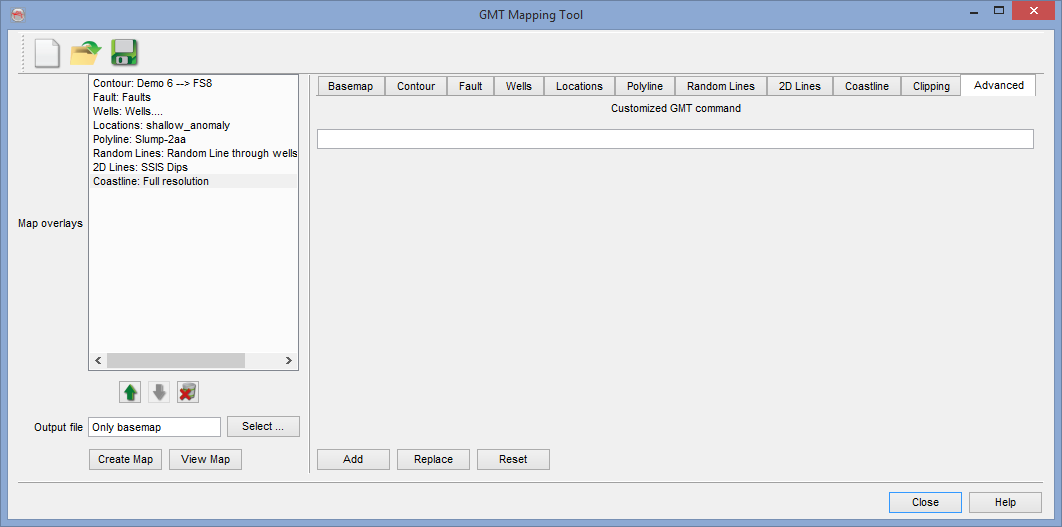 GMT Mapping Tool
Contour: Demo 6 --> FS8
Fault: Faults
Wells: Wells....
Locations: shallow_anomaly
Polyline: Slump-2aa
Random Lines: Random Line through wells
2D Lines: SSIS Dips
Coastline: Full resolution
Map overlays
Output file Only basemap Select ...
Create Map View Map
Basemap Contour Fault Wells Locations Polyline Random Lines 2D Lines Coastline Clipping Advanced
Customized GMT command
Add Replace Reset
Close Help